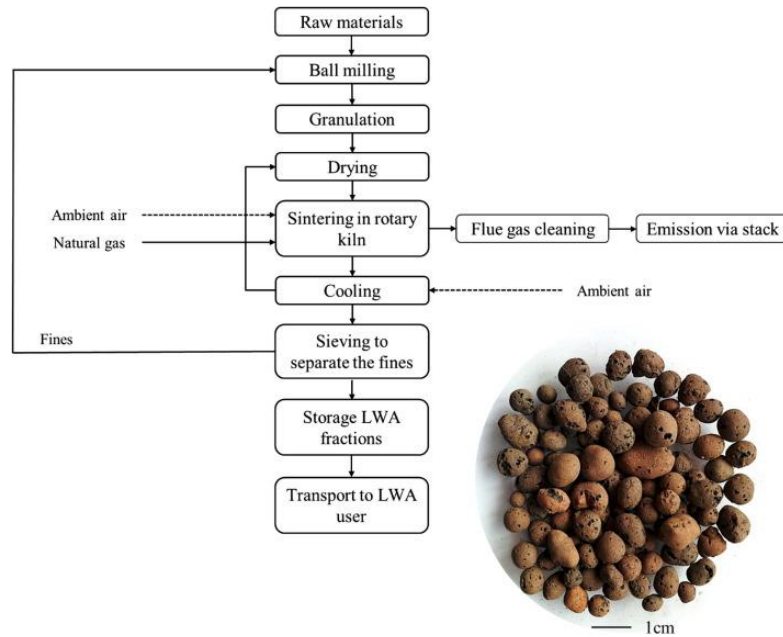 Raw materials
Ball milling
Granulation
Drying
Ambient air
Sintering in rotary
kiln
Natural gas
Flue gas cleaning
Emission via stack
Cooling
Ambient air
Fines
Sieving to
separate the fines
Storage LWA
fractions
Transport to LWA
user
1cm